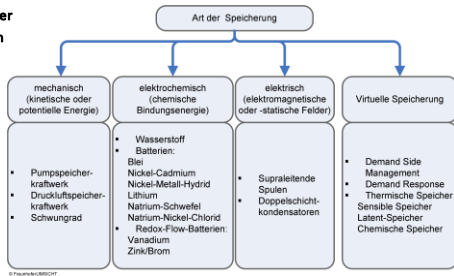 er
n
Art der Speicherung
mechanisch
(kinetische oder
potentielle Energie)
elektrochemisch
(chemische
Bindungsenergie)
elektrisch
(elektromagnetische
oder -statische Felder)
Virtuelle Speicherung
▪ Pumpspeicher-
kraftwerk
▪ Druckluftspeicher-
kraftwerk
▪ Schwungrad
▪ Wasserstoff
▪ Batterien:
Blei
Nickel-Cadmium
Nickel-Metall-Hydrid
Lithium
Natrium-Schwefel
Natrium-Nickel-Chlorid
▪ Redox-Flow-Batterien:
Vanadium
Zink/Brom
▪ Supraleitende
Spulen
▪ Doppelschicht-
kondensatoren
▪ Demand Side
Management
▪ Demand Response
▪ Thermische Speicher
Sensible Speicher
Latent-Speicher
Chemische Speicher
© Fraunhofer UMSICHT